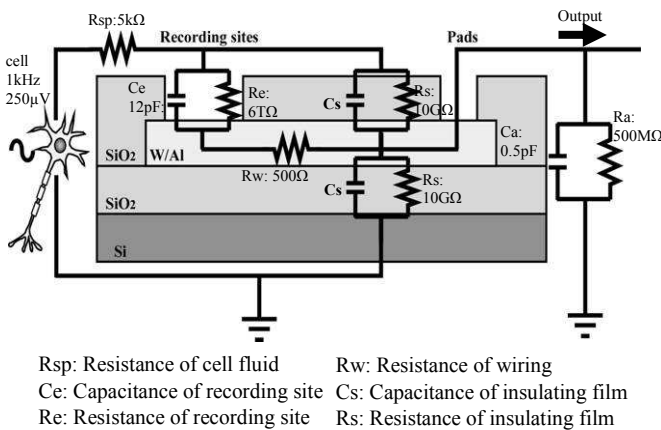 Rsp:5kΩ
Output
Recording sites
Pads
cell
1kHz
250μV
Ce
12pF:
Re:
6TΩ
Cs
Rs:
10GΩ
Ca:
0.5pF
Ra:
500MΩ
SiO₂
W/Al
Rw: 500Ω
Cs
Rs:
10GΩ
SiO₂
Si
Rsp: Resistance of cell fluid
Rw: Resistance of wiring
Ce: Capacitance of recording site
Cs: Capacitance of insulating film
Re: Resistance of recording site
Rs: Resistance of insulating film